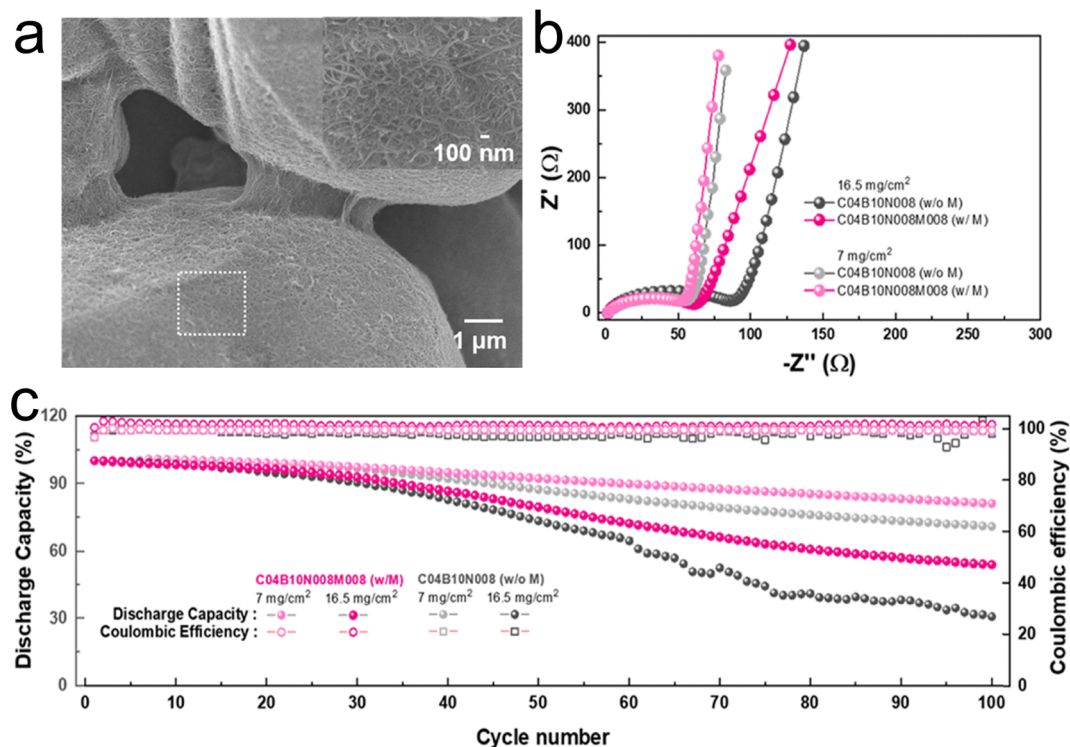 a
100 nm
1 μm
b
400
300
200
100
0
Z' (Ω)
16.5 mg/cm²
C04B10N008 (w/o M)
C04B10N008M008 (w/ M)
7 mg/cm²
C04B10N008 (w/o M)
C04B10N008M008 (w/ M)
0 50 100 150 200 250 300
-Z'' (Ω)
c
120
90
60
30
0
Discharge Capacity (%)
C04B10N008M008 (w/M) C04B10N008 (w/o M)
7 mg/cm² 16.5 mg/cm² 7 mg/cm² 16.5 mg/cm²
Discharge Capacity :
Coulombic Efficiency :
100
80
60
40
20
0
Coulombic efficiency (%)
0 10 20 30 40 50 60 70 80 90 100
Cycle number